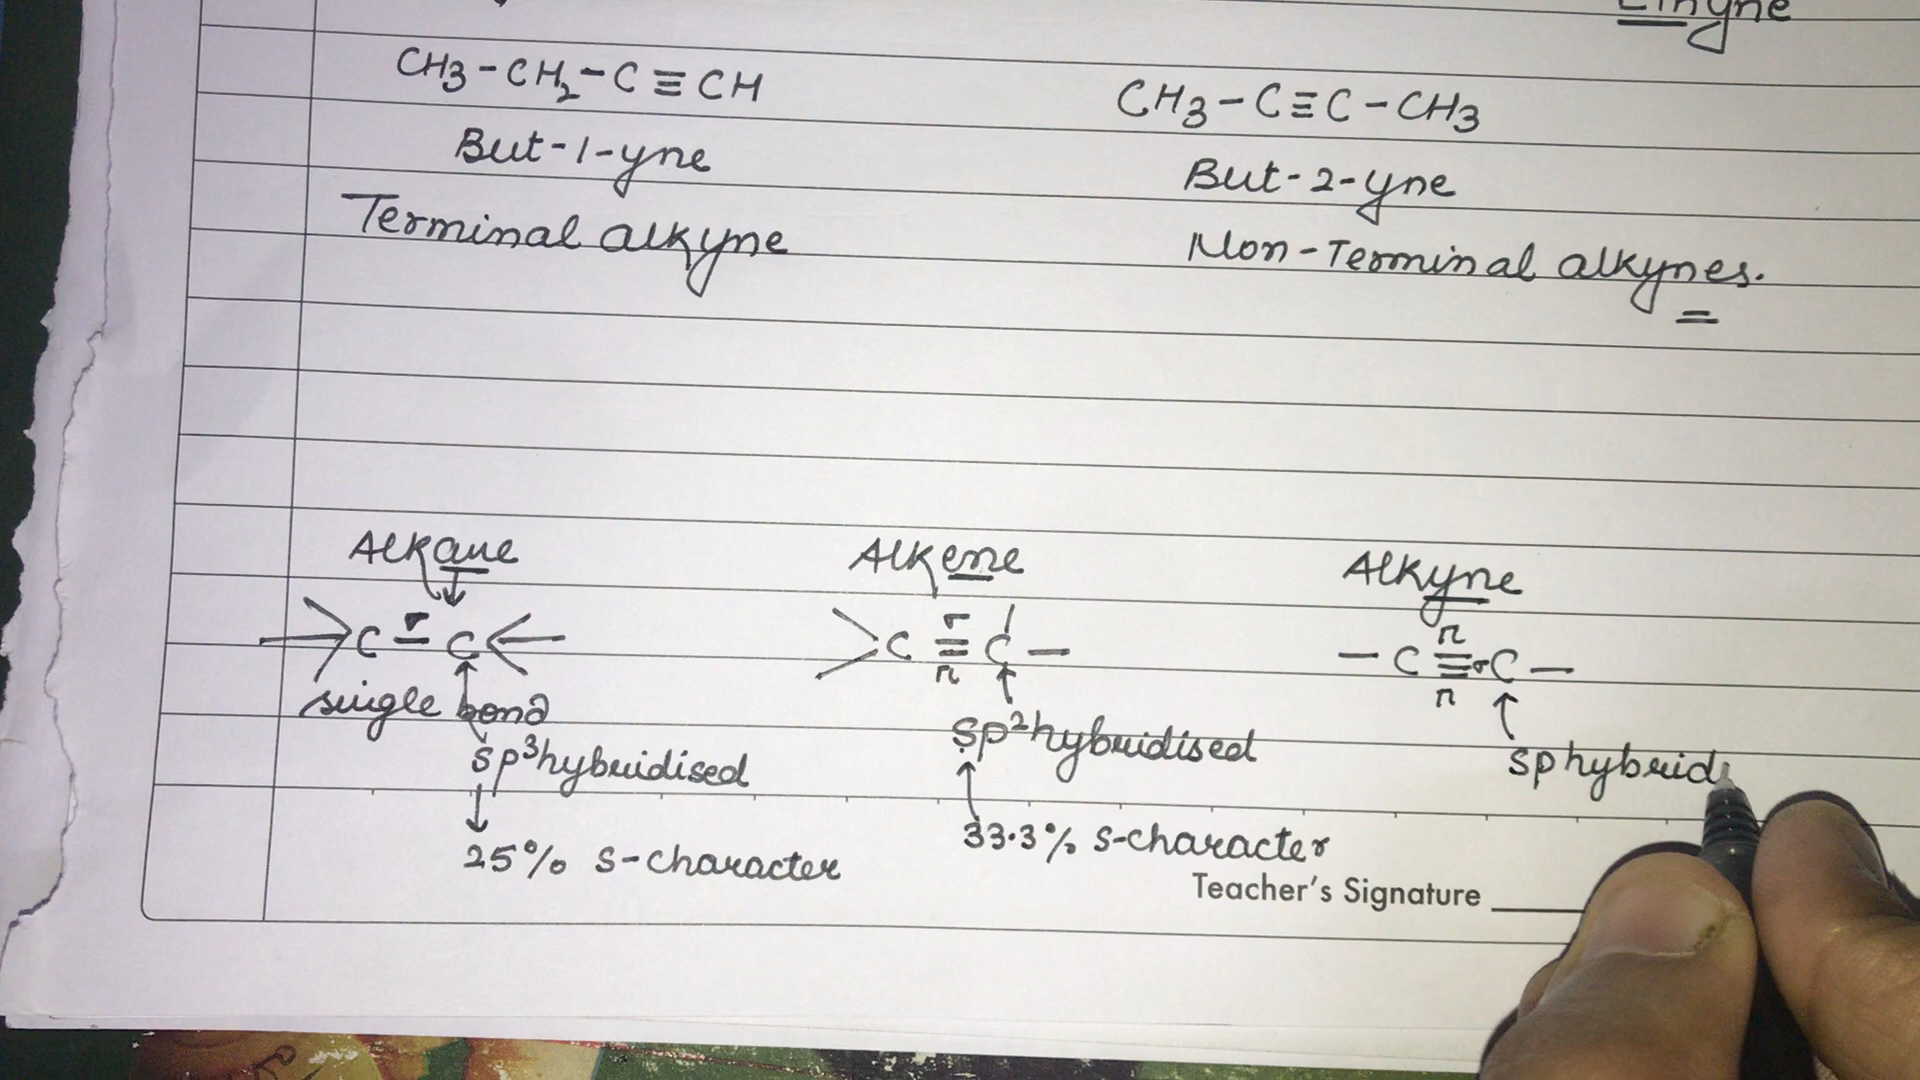 Ethyne
CH3-CH2-C≡CH
CH3-C≡C-CH3
But-1-yne
But-2-yne
Terminal alkyne
Non-Terminal alkynes.
Alkane
Alkene
Alkyne
σ
σ
π
C-C
C=C
-C≡C-
σ
π
π
single bond
sp²hybridised
sp³hybridised
sp hybrid
33.3% s-character
25% s-character
Teacher's Signature